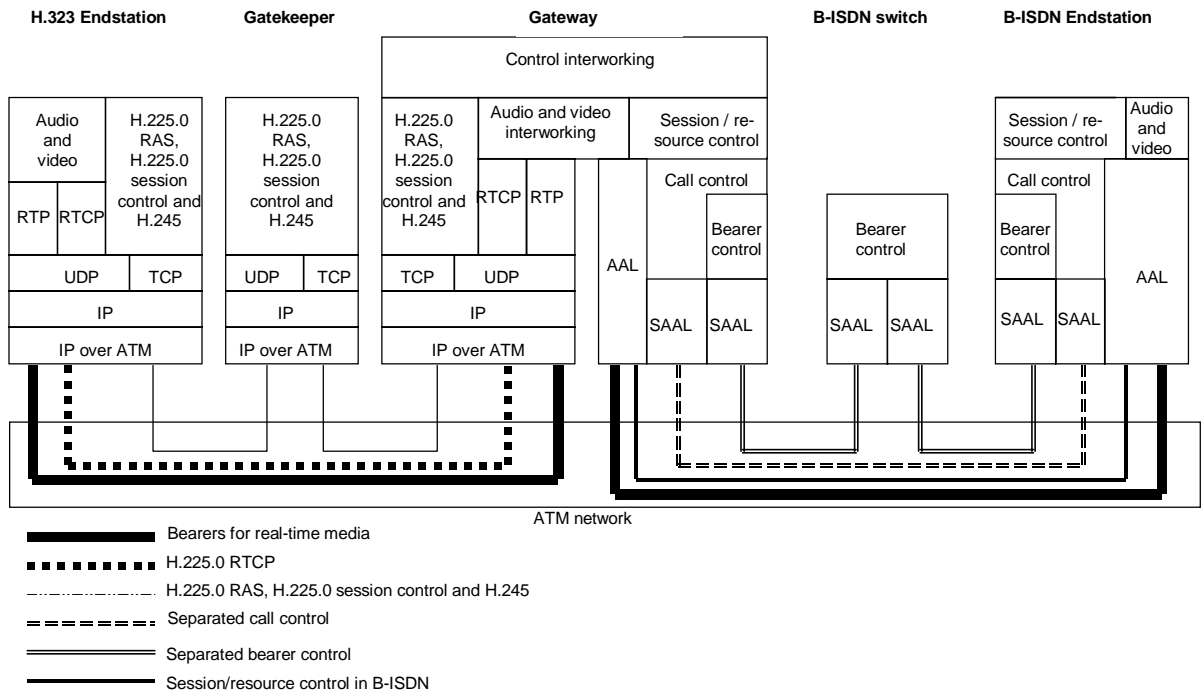 H.323 Endstation
Gatekeeper
Gateway
B-ISDN switch
B-ISDN Endstation
Audio
and
video
H.225.0
RAS,
H.225.0
session
control and
H.245
RTP
RTCP
UDP
TCP
IP
IP over ATM
H.225.0
RAS,
H.225.0
session
control and
H.245
UDP
TCP
IP
IP over ATM
Control interworking
H.225.0
RAS,
H.225.0
session
control and
H.245
Audio and video
interworking
Session / re-
source control
RTCP
RTP
TCP
UDP
IP
IP over ATM
AAL
Call control
Bearer
control
SAAL
SAAL
Bearer
control
SAAL
SAAL
Session / re-
source control
Audio
and
video
Call control
Bearer
control
SAAL
SAAL
AAL
ATM network
Bearers for real-time media
H.225.0 RTCP
H.225.0 RAS, H.225.0 session control and H.245
Separated call control
Separated bearer control
Session/resource control in B-ISDN